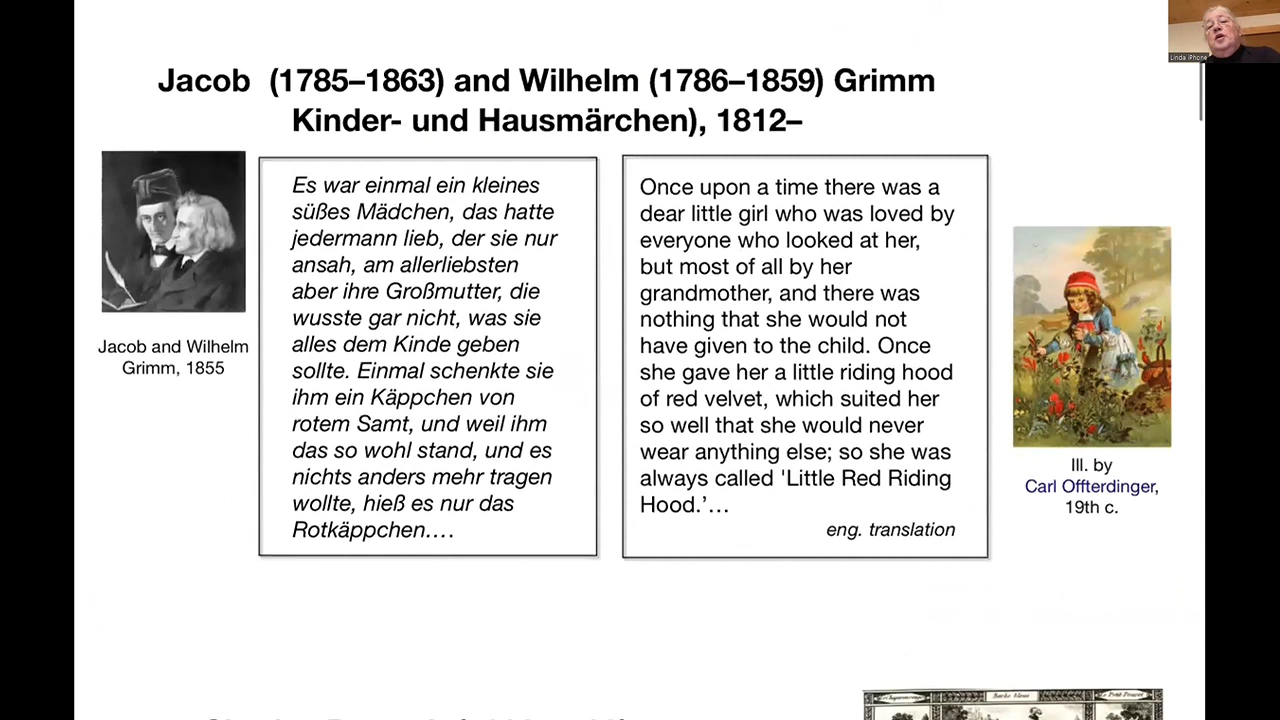 Linda iPhone
Jacob (1785–1863) and Wilhelm (1786–1859) Grimm
Kinder- und Hausmärchen), 1812–
Jacob and Wilhelm
Grimm, 1855
Es war einmal ein kleines
süßes Mädchen, das hatte
jedermann lieb, der sie nur
ansah, am allerliebsten
aber ihre Großmutter, die
wusste gar nicht, was sie
alles dem Kinde geben
sollte. Einmal schenkte sie
ihm ein Käppchen von
rotem Samt, und weil ihm
das so wohl stand, und es
nichts anders mehr tragen
wollte, hieß es nur das
Rotkäppchen….
Once upon a time there was a
dear little girl who was loved by
everyone who looked at her,
but most of all by her
grandmother, and there was
nothing that she would not
have given to the child. Once
she gave her a little riding hood
of red velvet, which suited her
so well that she would never
wear anything else; so she was
always called 'Little Red Riding
Hood.’…
eng. translation
Ill. by
Carl Offterdinger,
19th c.
Barbe bleue
Le Petit Poucet